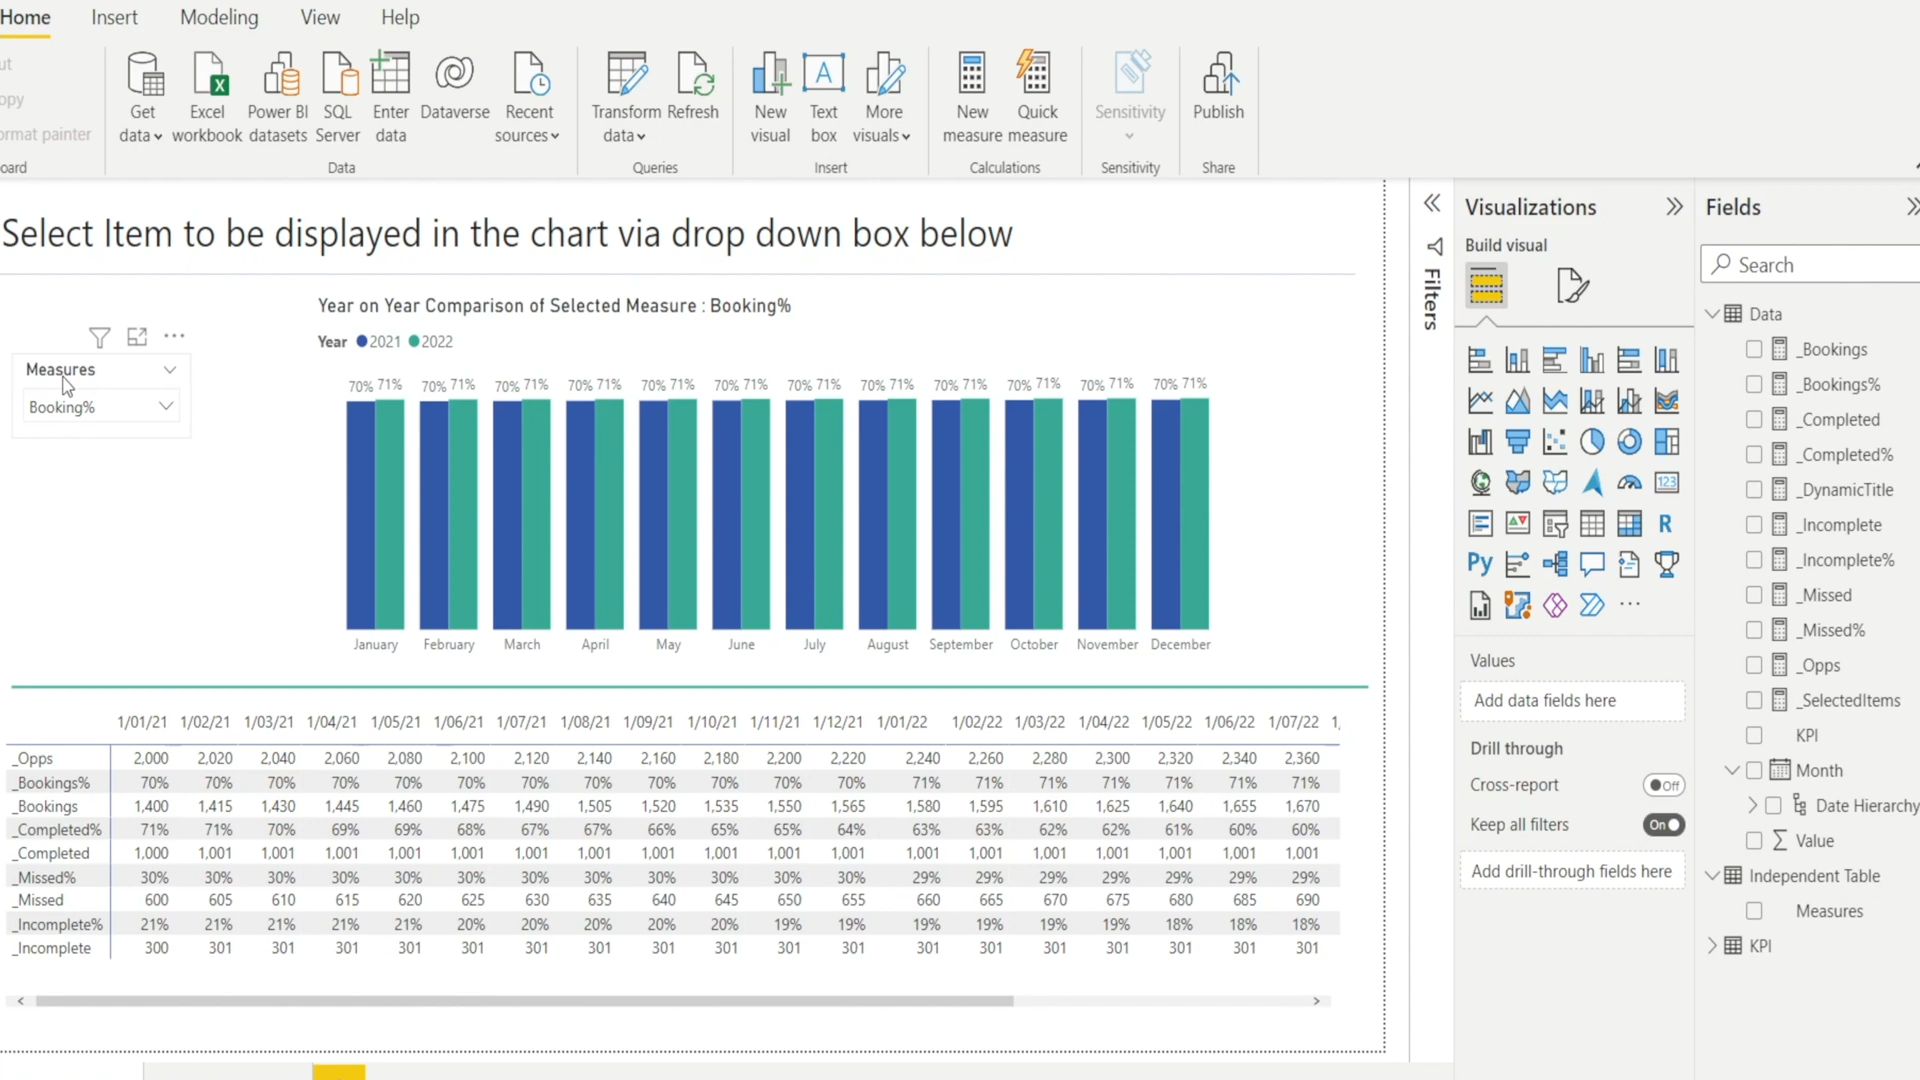 Home Insert Modeling View Help
ut
opy
ormat painter
oard
Get data
Excel workbook
Power BI datasets
SQL Server
Enter data
Dataverse
Recent sources
Data
Transform data
Refresh
Queries
New visual
Text box
More visuals
Insert
New measure
Quick measure
Calculations
Sensitivity
Sensitivity
Publish
Share
Select Item to be displayed in the chart via drop down box below
Measures
Booking%
Year on Year Comparison of Selected Measure : Booking%
Year 2021 2022
70% 71% 70% 71% 70% 71% 70% 71% 70% 71% 70% 71% 70% 71% 70% 71% 70% 71% 70% 71% 70% 71% 70% 71%
January February March April May June July August September October November December
1/01/21 1/02/21 1/03/21 1/04/21 1/05/21 1/06/21 1/07/21 1/08/21 1/09/21 1/10/21 1/11/21 1/12/21 1/01/22 1/02/22 1/03/22 1/04/22 1/05/22 1/06/22 1/07/22 1,
_Opps 2,000 2,020 2,040 2,060 2,080 2,100 2,120 2,140 2,160 2,180 2,200 2,220 2,240 2,260 2,280 2,300 2,320 2,340 2,360
_Bookings% 70% 70% 70% 70% 70% 70% 70% 70% 70% 70% 70% 70% 71% 71% 71% 71% 71% 71% 71%
_Bookings 1,400 1,415 1,430 1,445 1,460 1,475 1,490 1,505 1,520 1,535 1,550 1,565 1,580 1,595 1,610 1,625 1,640 1,655 1,670
_Completed% 71% 71% 70% 69% 69% 68% 67% 67% 66% 65% 65% 64% 63% 63% 62% 62% 61% 60% 60%
_Completed 1,000 1,001 1,001 1,001 1,001 1,001 1,001 1,001 1,001 1,001 1,001 1,001 1,001 1,001 1,001 1,001 1,001 1,001 1,001
_Missed% 30% 30% 30% 30% 30% 30% 30% 30% 30% 30% 30% 30% 29% 29% 29% 29% 29% 29% 29%
_Missed 600 605 610 615 620 625 630 635 640 645 650 655 660 665 670 675 680 685 690
_Incomplete% 21% 21% 21% 21% 21% 20% 20% 20% 20% 20% 19% 19% 19% 19% 19% 19% 18% 18% 18%
_Incomplete 300 301 301 301 301 301 301 301 301 301 301 301 301 301 301 301 301 301 301
Filters
Visualizations
Build visual
123
R
Py
Values
Add data fields here
Drill through
Cross-report Off
Keep all filters On
Add drill-through fields here
Fields
Search
Data
_Bookings
_Bookings%
_Completed
_Completed%
_DynamicTitle
_Incomplete
_Incomplete%
_Missed
_Missed%
_Opps
_SelectedItems
KPI
Month
Date Hierarchy
Value
Independent Table
Measures
KPI